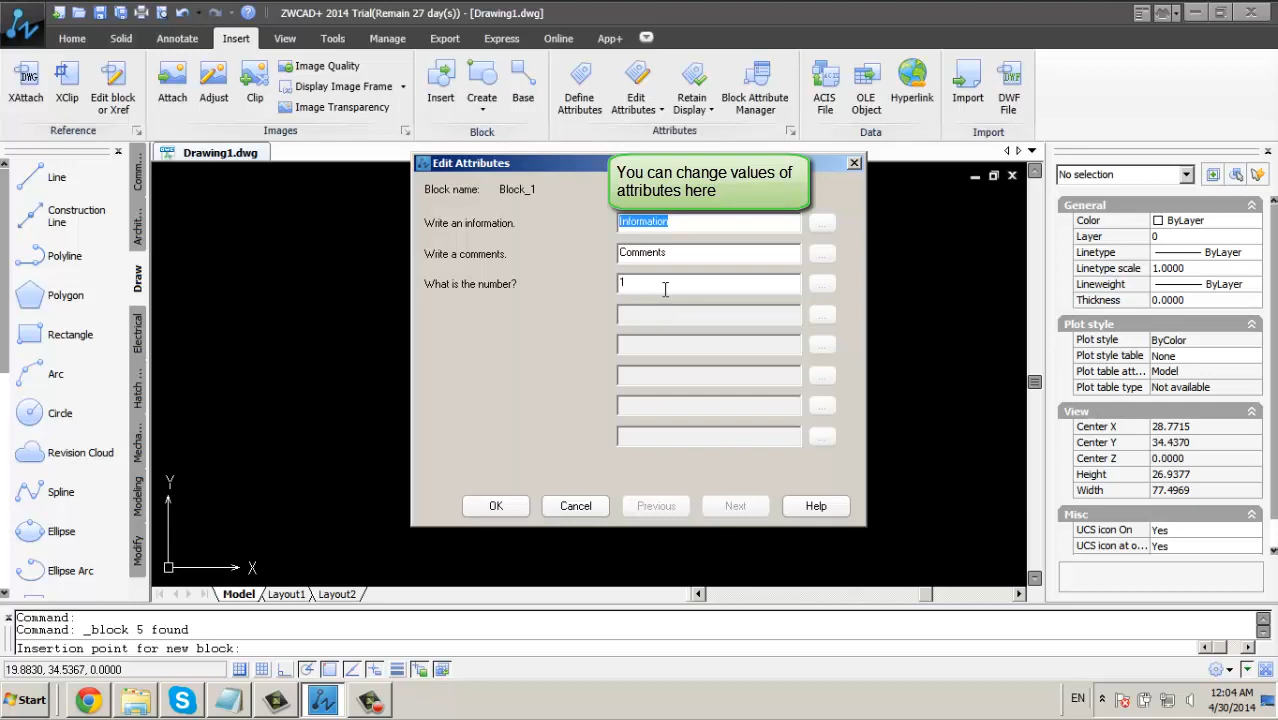 ZWCAD+ 2014 Trial(Remain 27 day(s)) - [Drawing1.dwg]
Home Solid Annotate Insert View Tools Manage Export Express Online App+
XAttach
XClip
Edit block
or Xref
Reference
Attach
Adjust
Clip
Image Quality
Display Image Frame
Image Transparency
Images
Insert
Create
Base
Block
Define
Attributes
Edit
Attributes
Retain
Display
Block Attribute
Manager
Attributes
ACIS
File
OLE
Object
Hyperlink
Data
Import
DWF
File
Import
Line
Construction
Line
Polyline
Polygon
Rectangle
Arc
Circle
Revision Cloud
Spline
Ellipse
Ellipse Arc
Comm...
Archit...
Draw
Electrical
Hatch ...
Mecha...
Modeling
Modify
Drawing1.dwg
Edit Attributes
You can change values of
attributes here
Block name: Block_1
Write an information. Information
Write a comments. Comments
What is the number? 1
OK Cancel Previous Next Help
Y
X
Model Layout1 Layout2
No selection
General
Color ByLayer
Layer 0
Linetype ByLayer
Linetype scale 1.0000
Lineweight ByLayer
Thickness 0.0000
Plot style
Plot style ByColor
Plot style table None
Plot table att... Model
Plot table type Not available
View
Center X 28.7715
Center Y 34.4370
Center Z 0.0000
Height 26.9377
Width 77.4969
Misc
UCS icon On Yes
UCS icon at o... Yes
Command:
Command: _block 5 found
Insertion point for new block:
19.8830, 34.5367, 0.0000
Start
EN
12:04 AM
4/30/2014